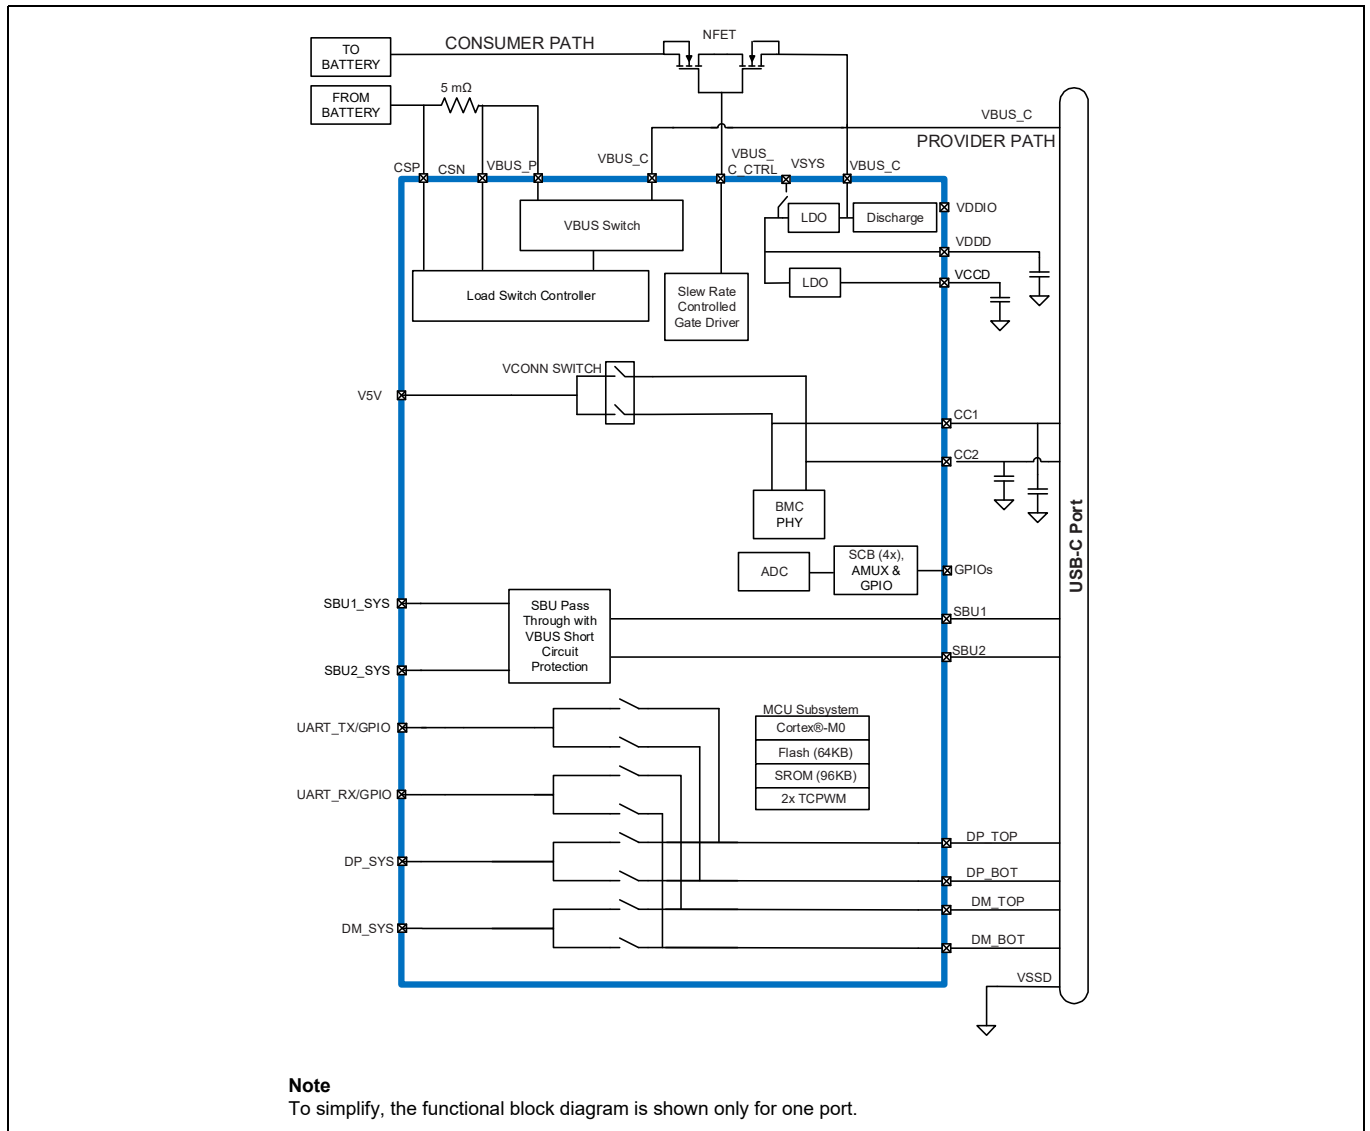 NFET
CONSUMER PATH
TO
BATTERY
5 mΩ
FROM
BATTERY
VBUS_C
PROVIDER PATH
CSP
CSN
VBUS_P
VBUS_C
VBUS_
C_CTRL
VSYS
VBUS_C
VDDIO
VBUS Switch
LDO
Discharge
VDDD
VCCD
Load Switch Controller
Slew Rate
Controlled
Gate Driver
LDO
VCONN SWITCH
V5V
CC1
CC2
BMC
PHY
ADC
SCB (4x),
AMUX &
GPIO
GPIOs
USB-C Port
SBU1_SYS
SBU Pass
Through with
VBUS Short
Circuit
Protection
SBU1
SBU2
SBU2_SYS
UART_TX/GPIO
MCU Subsystem
Cortex®-M0
Flash (64KB)
SROM (96KB)
2x TCPWM
UART_RX/GPIO
DP_SYS
DP_TOP
DP_BOT
DM_TOP
DM_SYS
DM_BOT
VSSD
Note
To simplify, the functional block diagram is shown only for one port.